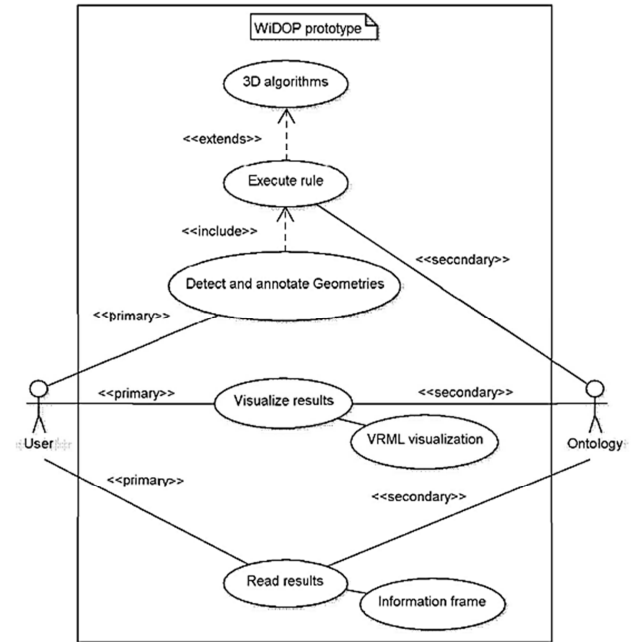 WiDOP prototype
3D algorithms
<<extends>>
Execute rule
<<include>>
<<secondary>>
Detect and annotate Geometries
<<primary>>
<<primary>>
Visualize results
<<secondary>>
VRML visualization
User
Ontology
<<primary>>
<<secondary>>
Read results
Information frame